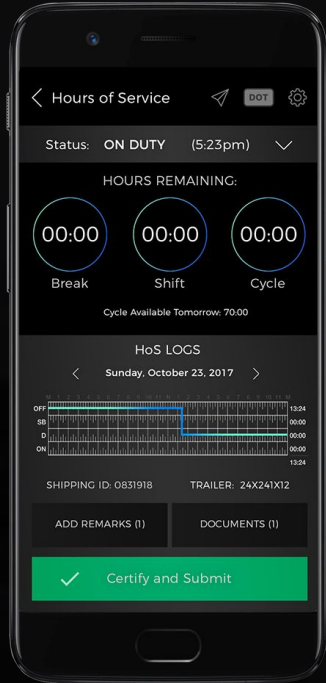 Hours of Service DOT
Status: ON DUTY (5:23pm)
HOURS REMAINING:
00:00 00:00 00:00
Break Shift Cycle
Cycle Available Tomorrow: 70:00
HoS LOGS
Sunday, October 23, 2017
OFF 13:24
SB 00:00
D 00:00
ON 00:00
13:24
SHIPPING ID: 0831918 TRAILER: 24X241X12
ADD REMARKS (1) DOCUMENTS (1)
Certify and Submit